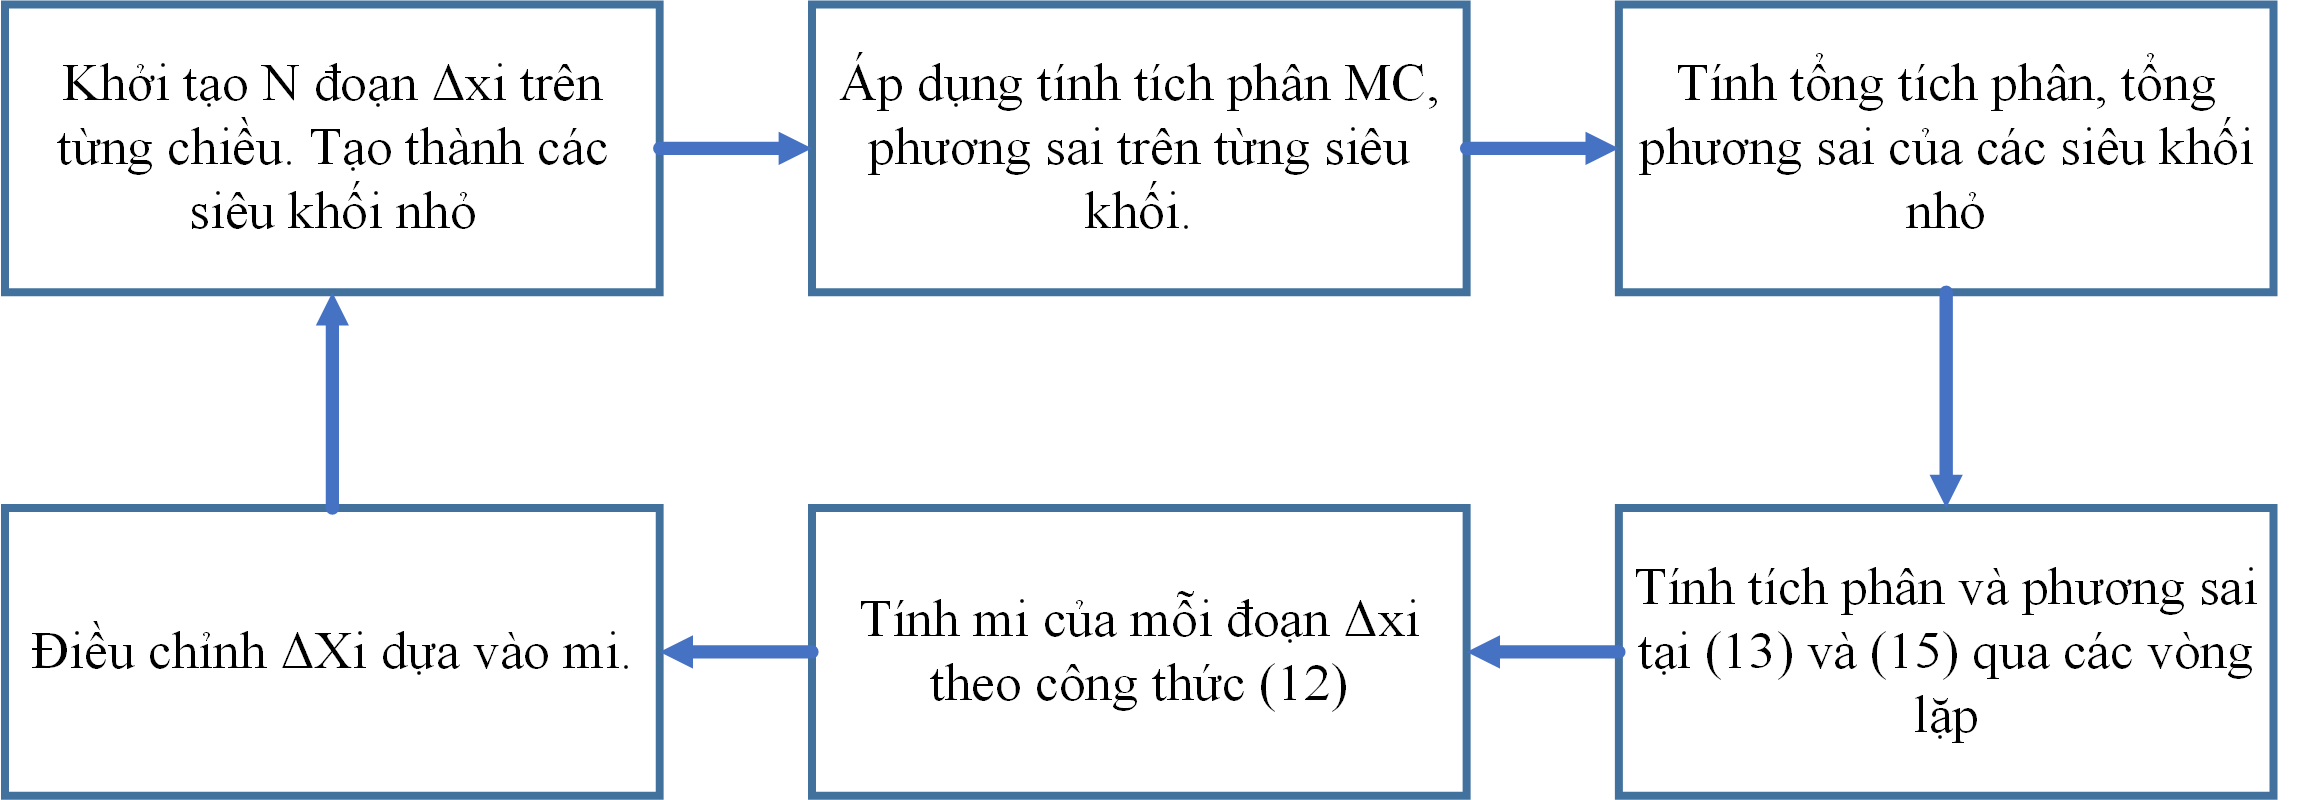 Khởi tạo N đoạn Δxi trên
từng chiều. Tạo thành các
siêu khối nhỏ
Áp dụng tính tích phân MC,
phương sai trên từng siêu
khối.
Tính tổng tích phân, tổng
phương sai của các siêu khối
nhỏ
Tính tích phân và phương sai
tại (13) và (15) qua các vòng
lặp
Tính mi của mỗi đoạn Δxi
theo công thức (12)
Điều chỉnh ΔXi dựa vào mi.